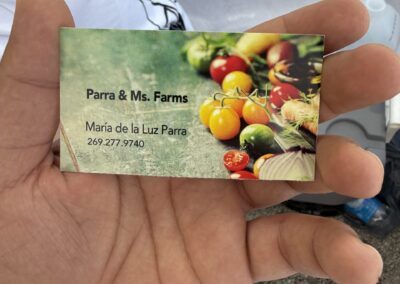 Parra & Ms. Farms
María de la Luz Parra
269.277.9740